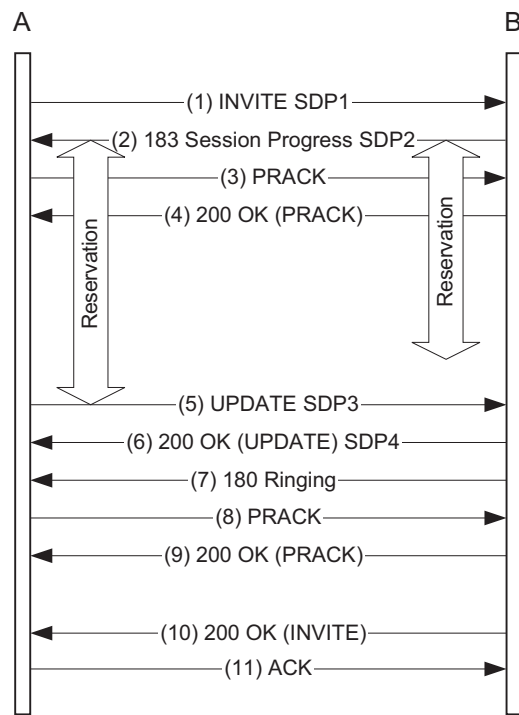 A
B
(1) INVITE SDP1
(2) 183 Session Progress SDP2
(3) PRACK
(4) 200 OK (PRACK)
Reservation
Reservation
(5) UPDATE SDP3
(6) 200 OK (UPDATE) SDP4
(7) 180 Ringing
(8) PRACK
(9) 200 OK (PRACK)
(10) 200 OK (INVITE)
(11) ACK